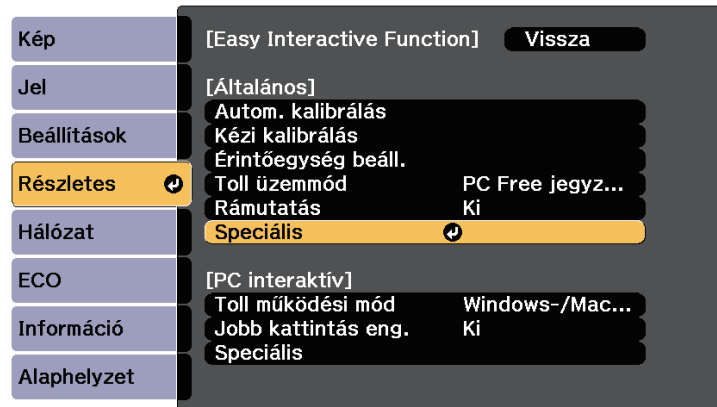 Kép
Jel
Beállítások
Részletes
Hálózat
ECO
Információ
Alaphelyzet
[Easy Interactive Function] Vissza
[Általános]
Autom. kalibrálás
Kézi kalibrálás
Érintőegység beáll.
Toll üzemmód PC Free jegyz...
Rámutatás Ki
Speciális
[PC interaktív]
Toll működési mód Windows-/Mac...
Jobb kattintás eng. Ki
Speciális